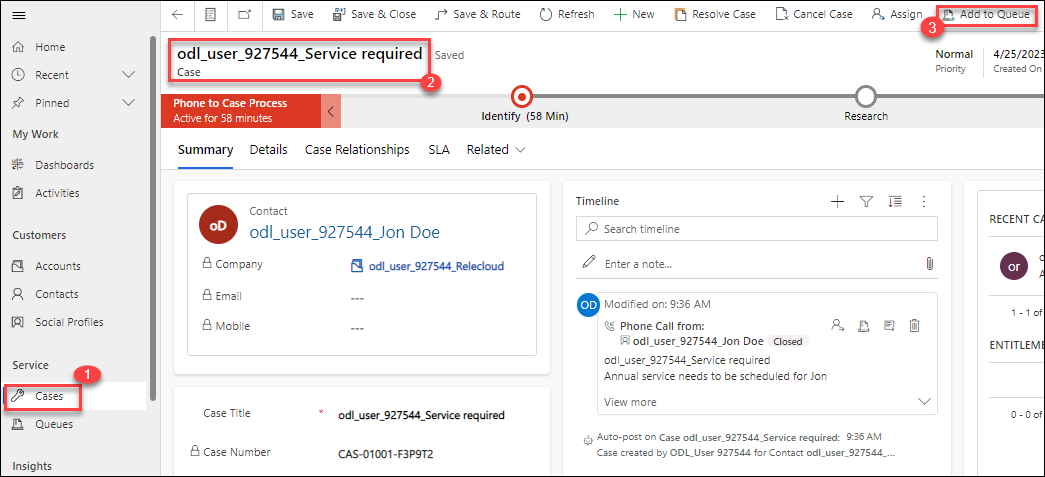 Save
Save & Close
Save & Route
Refresh
New
Resolve Case
Cancel Case
Assign
Add to Queue
3
Home
Recent
Pinned
My Work
Dashboards
Activities
Customers
Accounts
Contacts
Social Profiles
Service
1
Cases
Queues
Insights
odl_user_927544_Service required
Saved
Case
2
Normal
Priority
4/25/2023
Created On
Phone to Case Process
Active for 58 minutes
Identify (58 Min)
Research
Summary
Details
Case Relationships
SLA
Related
oD
Contact
odl_user_927544_Jon Doe
Company
odl_user_927544_Relecloud
Email
---
Mobile
---
Case Title
*
odl_user_927544_Service required
Case Number
CAS-01001-F3P9T2
Timeline
Search timeline
Enter a note...
OD
Modified on: 9:36 AM
Phone Call from:
odl_user_927544_Jon Doe Closed
odl_user_927544_Service required
Annual service needs to be scheduled for Jon
View more
Auto-post on Case odl_user_927544_Service required: 9:36 AM
Case created by ODL_User 927544 for Contact odl_user_927544_...
RECENT CA
or
1 - 1 of
ENTITLEM
0 - 0 of